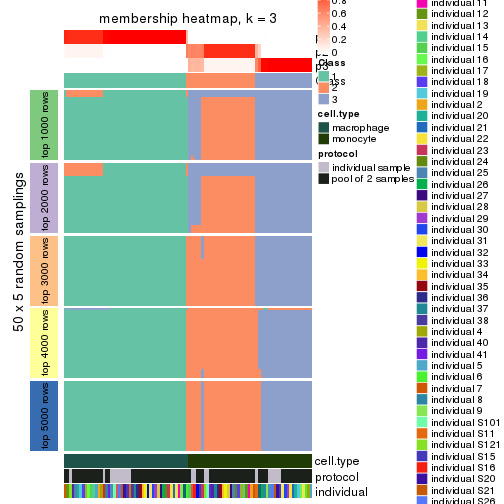 membership heatmap, k = 3
50 x 5 random samplings
top 1000 rows
top 2000 rows
top 3000 rows
top 4000 rows
top 5000 rows
cell.type
protocol
individual
0.8
0.6
0.4
0.2
0
Class
1
2
3
cell.type
macrophage
monocyte
protocol
individual sample
pool of 2 samples
individual 11
individual 12
individual 13
individual 14
individual 15
individual 16
individual 17
individual 18
individual 19
individual 2
individual 20
individual 21
individual 22
individual 23
individual 24
individual 25
individual 26
individual 27
individual 28
individual 29
individual 30
individual 31
individual 32
individual 33
individual 34
individual 35
individual 36
individual 37
individual 38
individual 4
individual 40
individual 41
individual 5
individual 6
individual 7
individual 8
individual 9
individual S101
individual S11
individual S121
individual S15
individual S16
individual S20
individual S21
individual S26